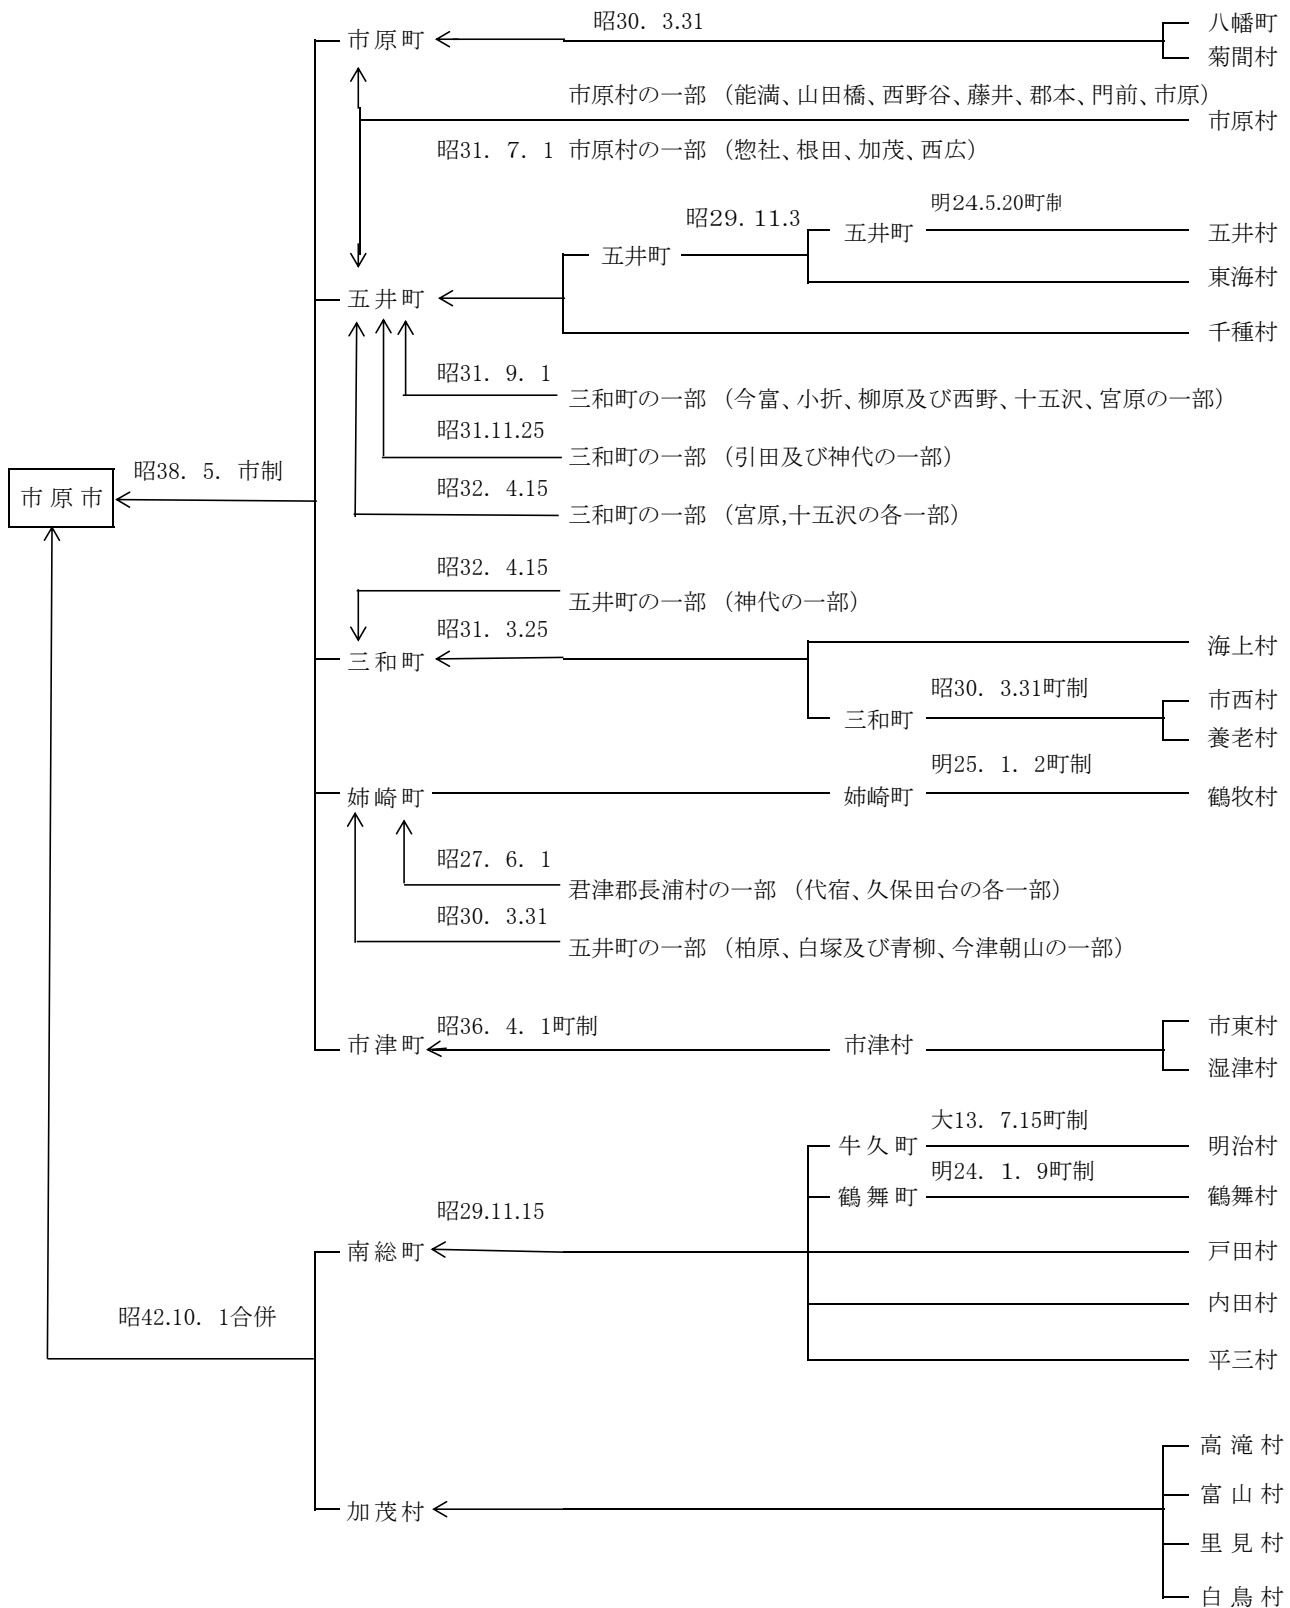 昭30. 3.31
八幡町
市原町
菊間村
市原村の一部 (能満、山田橋、西野谷、藤井、郡本、門前、市原)
市原村
昭31. 7. 1 市原村の一部 (惣社、根田、加茂、西広)
明24.5.20町制
昭29. 11.3
五井町
五井村
五井町
東海村
五井町
千種村
昭31. 9. 1
三和町の一部 (今富、小折、柳原及び西野、十五沢、宮原の一部)
昭31.11.25
三和町の一部 (引田及び神代の一部)
昭38. 5. 市制
市原市
昭32. 4.15
三和町の一部 (宮原,十五沢の各一部)
昭32. 4.15
五井町の一部 (神代の一部)
昭31. 3.25
海上村
三和町
昭30. 3.31町制
市西村
三和町
養老村
明25. 1. 2町制
姉崎町
姉崎町
鶴牧村
昭27. 6. 1
君津郡長浦村の一部 (代宿、久保田台の各一部)
昭30. 3.31
五井町の一部 (柏原、白塚及び青柳、今津朝山の一部)
昭36. 4. 1町制
市東村
市津町
市津村
湿津村
大13. 7.15町制
牛久町
明治村
明24. 1. 9町制
鶴舞町
鶴舞村
昭29.11.15
南総町
戸田村
内田村
昭42.10. 1合併
平三村
高滝村
富山村
加茂村
里見村
白鳥村